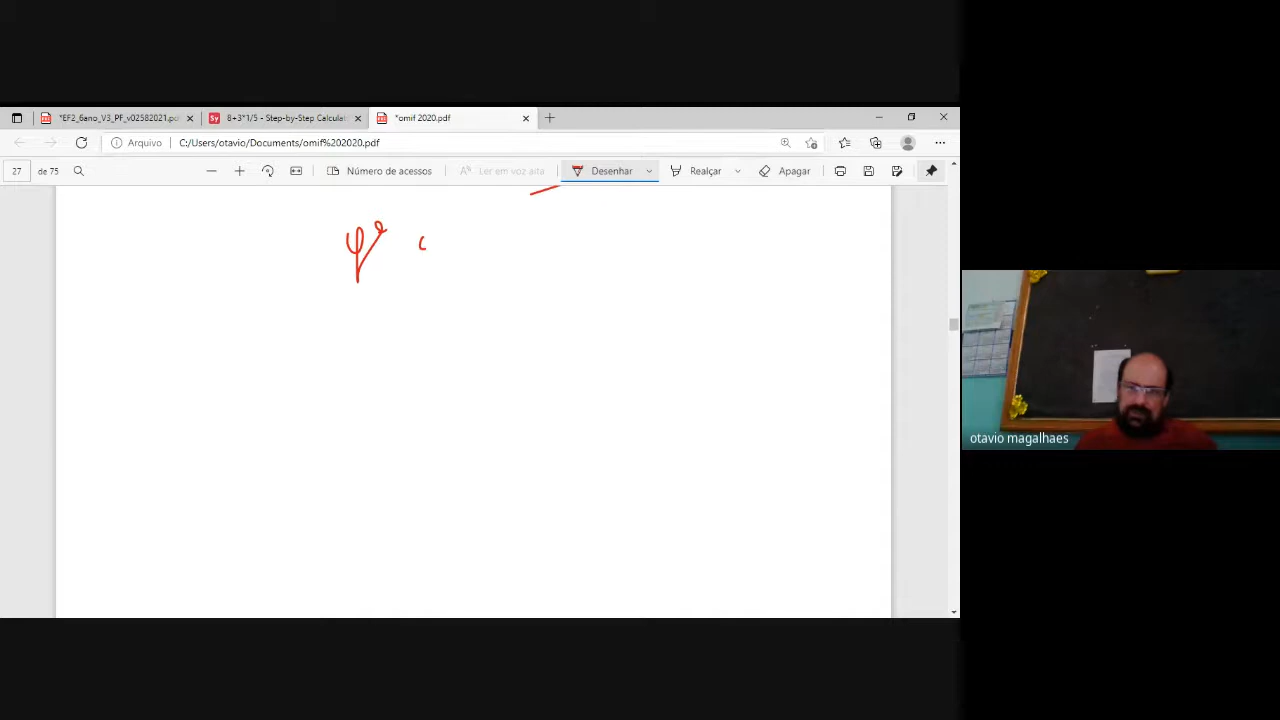 *EF2_6ano_V3_PF_v02582021.pd
8+3*1/5 - Step-by-Step Calculat
*omif 2020.pdf
Arquivo
C:/Users/otavio/Documents/omif%202020.pdf
27 de 75
Número de acessos
Ler em voz alta
Desenhar
Realçar
Apagar
otavio magalhaes